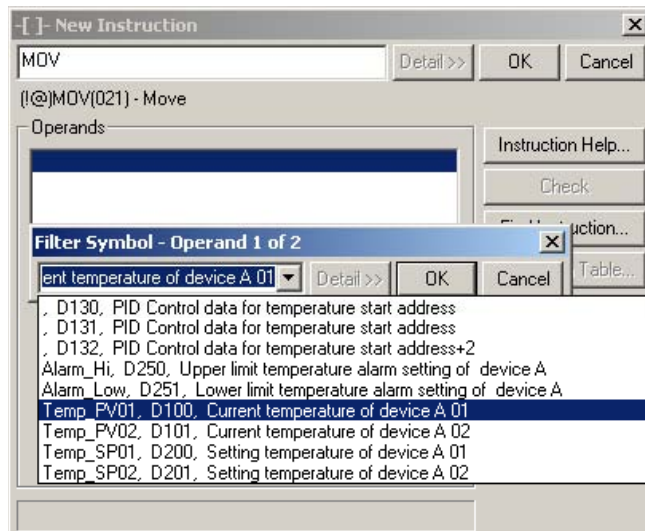 -[ ]- New Instruction
MOV
Detail >>
OK
Cancel
(!@)MOV(021) - Move
Operands
Instruction Help...
Check
Filter Symbol - Operand 1 of 2
ent temperature of device A 01
Detail >>
OK
Cancel
Table...
, D130, PID Control data for temperature start address
, D131, PID Control data for temperature start address
, D132, PID Control data for temperature start address+2
Alarm_Hi, D250, Upper limit temperature alarm setting of device A
Alarm_Low, D251, Lower limit temperature alarm setting of device A
Temp_PV01, D100, Current temperature of device A 01
Temp_PV02, D101, Current temperature of device A 02
Temp_SP01, D200, Setting temperature of device A 01
Temp_SP02, D201, Setting temperature of device A 02